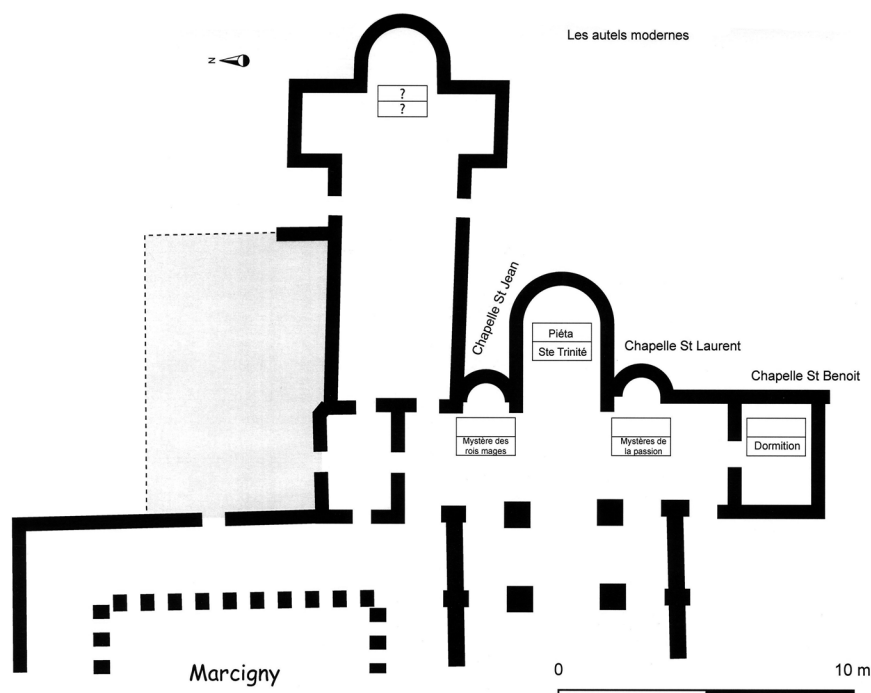 Les autels modernes
N
?
?
Chapelle St Jean
Piéta
Ste Trinité
Chapelle St Laurent
Chapelle St Benoit
Mystère des
rois mages
Mystères de
la passion
Dormition
Marcigny
0
10 m